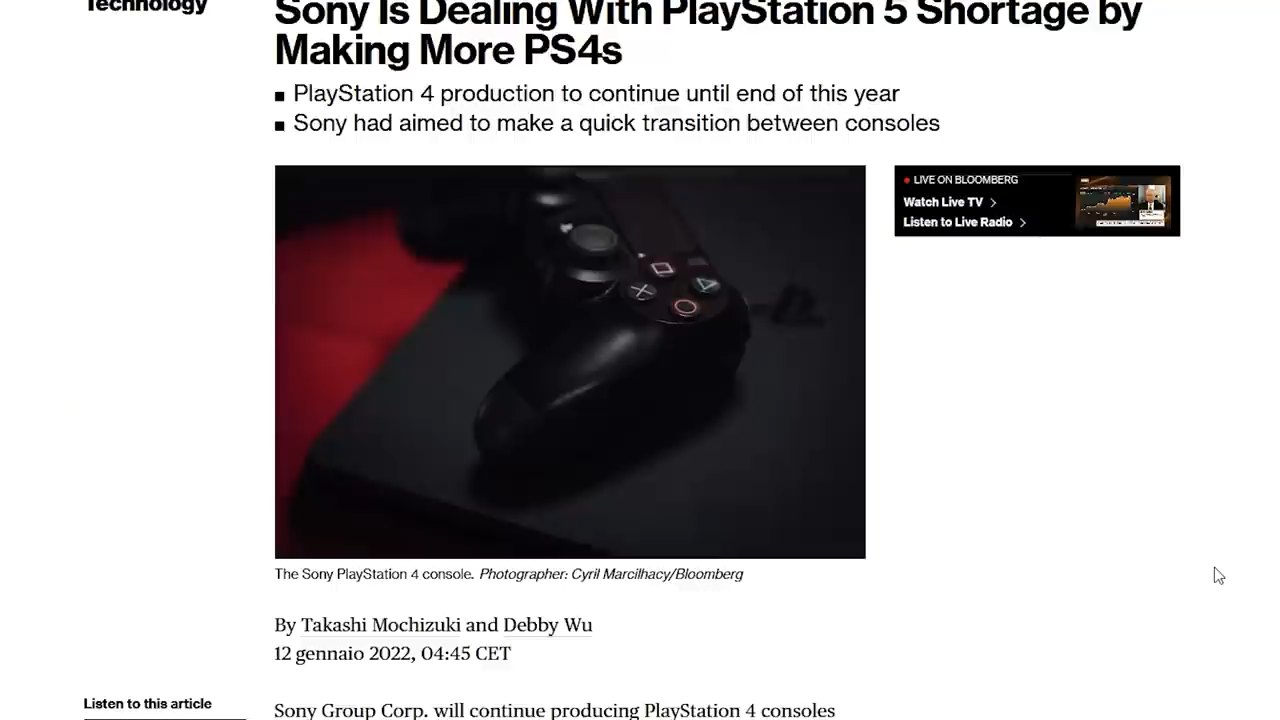 Technology
Sony Is Dealing With PlayStation 5 Shortage by
Making More PS4s
■ PlayStation 4 production to continue until end of this year
■ Sony had aimed to make a quick transition between consoles
LIVE ON BLOOMBERG
Watch Live TV >
Listen to Live Radio >
The Sony PlayStation 4 console. Photographer: Cyril Marcilhacy/Bloomberg
By Takashi Mochizuki and Debby Wu
12 gennaio 2022, 04:45 CET
Listen to this article
Sony Group Corp. will continue producing PlayStation 4 consoles